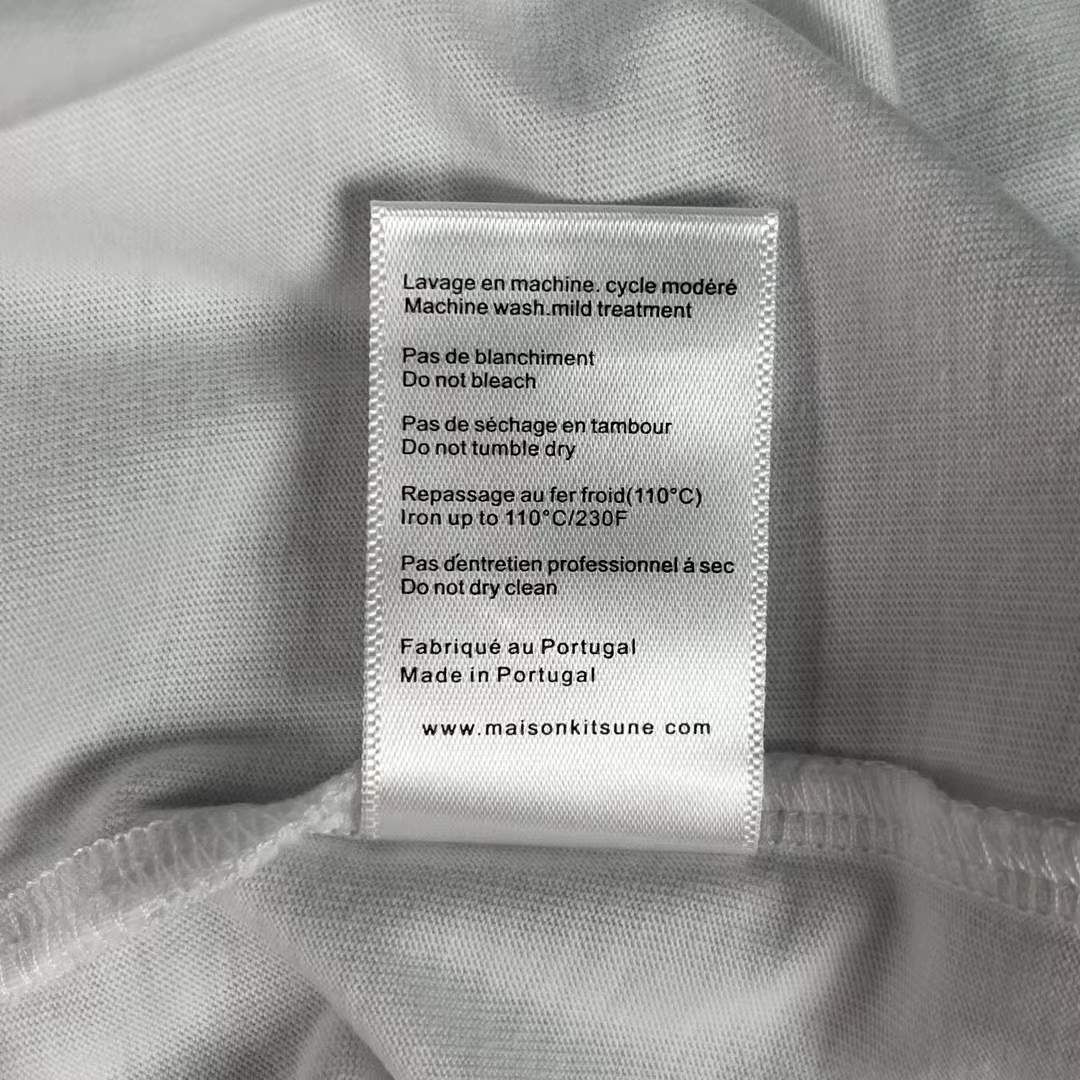 Lavage en machine. cycle modéré
Machine wash.mild treatment
Pas de blanchiment
Do not bleach
Pas de séchage en tambour
Do not tumble dry
Repassage au fer froid(110°C)
Iron up to 110°C/230F
Pas d'entretien professionnel á sec
Do not dry clean
Fabriqué au Portugal
Made in Portugal
www.maisonkitsune com